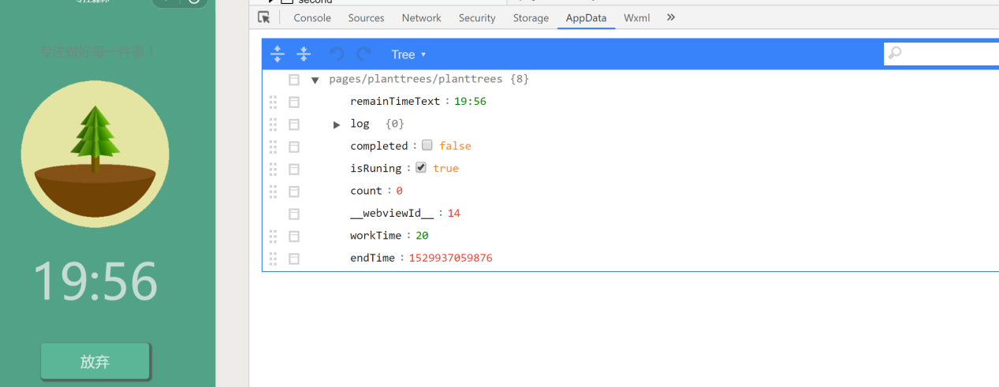 second
Console Sources Network Security Storage AppData Wxml »
Tree
专注做好每一件事!
pages/planttrees/planttrees {8}
remainTimeText : 19:56
log {0}
completed : false
isRuning : true
count : 0
__webviewId__ : 14
workTime : 20
endTime : 1529937059876
19:56
放弃